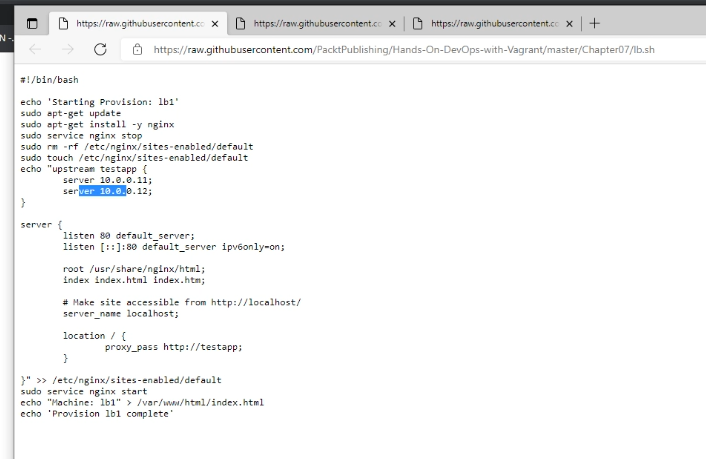 N -.
https://raw.githubusercontent.cc
https://raw.githubusercontent.cc
https://raw.githubusercontent.cc
https://raw.githubusercontent.com/PacktPublishing/Hands-On-DevOps-with-Vagrant/master/Chapter07/lb.sh
#!/bin/bash
echo 'Starting Provision: lb1'
sudo apt-get update
sudo apt-get install -y nginx
sudo service nginx stop
sudo rm -rf /etc/nginx/sites-enabled/default
sudo touch /etc/nginx/sites-enabled/default
echo "upstream testapp {
server 10.0.0.11;
server 10.0.0.12;
}
server {
listen 80 default_server;
listen [::]:80 default_server ipv6only=on;
root /usr/share/nginx/html;
index index.html index.htm;
# Make site accessible from http://localhost/
server_name localhost;
location / {
proxy_pass http://testapp;
}
}" >> /etc/nginx/sites-enabled/default
sudo service nginx start
echo "Machine: lb1" > /var/www/html/index.html
echo 'Provision lb1 complete'